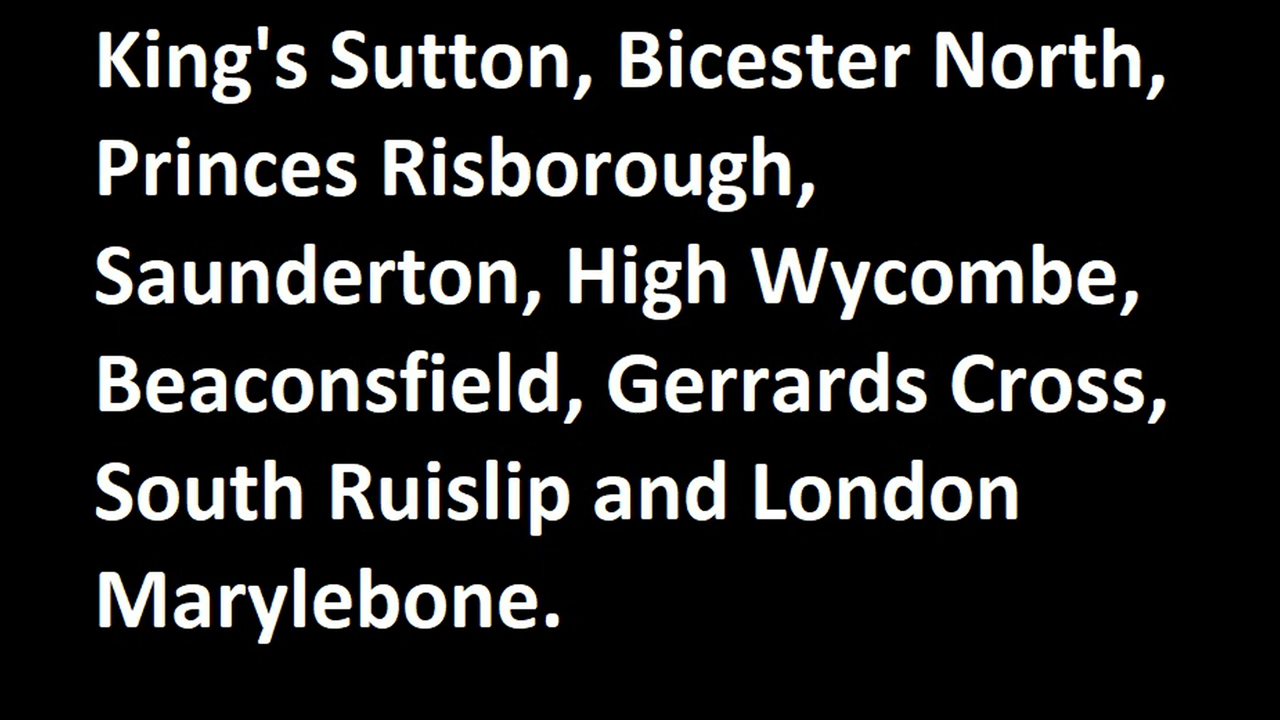 King's Sutton, Bicester North,
Princes Risborough,
Saunderton, High Wycombe,
Beaconsfield, Gerrards Cross,
South Ruislip and London
Marylebone.